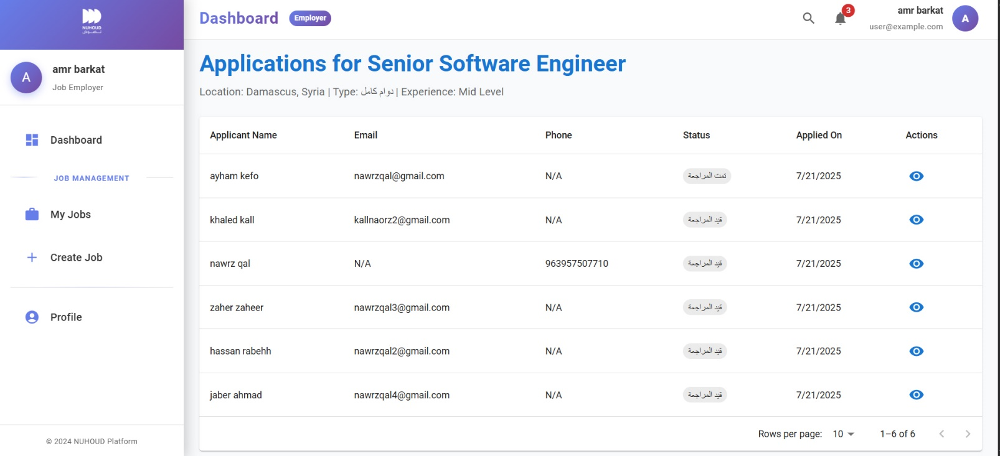 NUHOUD
نهوض
amr barkat
Job Employer
A
Dashboard
JOB MANAGEMENT
My Jobs
Create Job
Profile
© 2024 NUHOUD Platform
Dashboard Employer
3
amr barkat
user@example.com
A
Applications for Senior Software Engineer
Location: Damascus, Syria | Type: دوام كامل | Experience: Mid Level
Applicant Name Email Phone Status Applied On Actions
ayham kefo nawrzqal@gmail.com N/A تمت المراجعة 7/21/2025
khaled kall kallnaorz2@gmail.com N/A قيد المراجعة 7/21/2025
nawrz qal N/A 963957507710 قيد المراجعة 7/21/2025
zaher zaheer nawrzqal3@gmail.com N/A قيد المراجعة 7/21/2025
hassan rabehh nawrzqal2@gmail.com N/A قيد المراجعة 7/21/2025
jaber ahmad nawrzqal4@gmail.com N/A قيد المراجعة 7/21/2025
Rows per page: 10 1–6 of 6